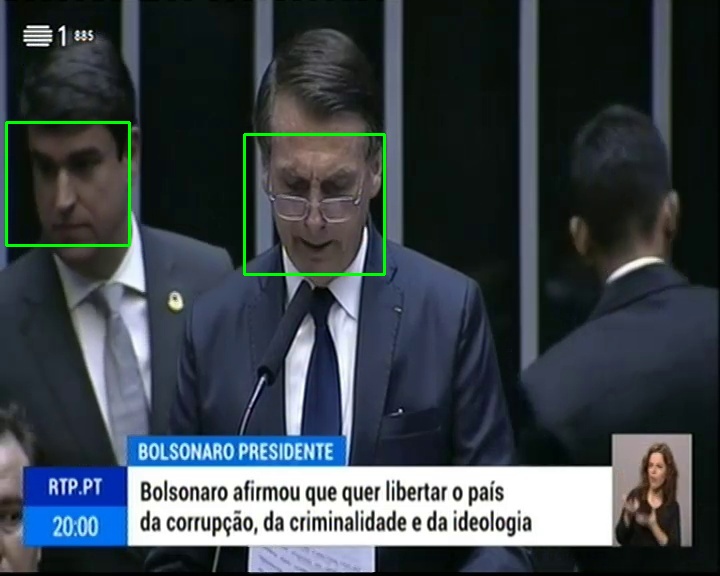 1 885
BOLSONARO PRESIDENTE
RTP.PT
20:00
Bolsonaro afirmou que quer libertar o país
da corrupção, da criminalidade e da ideologia